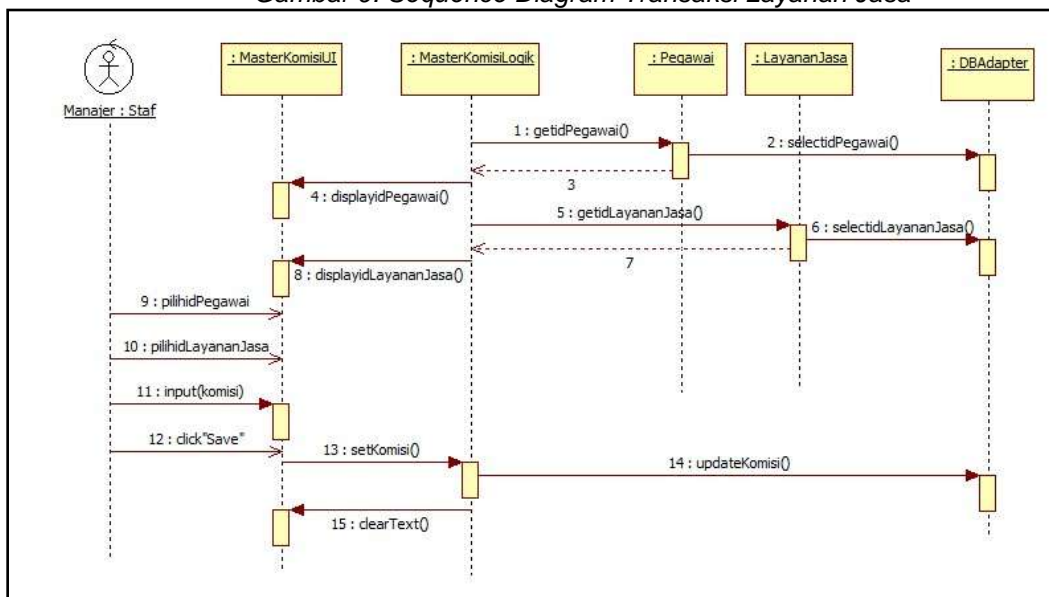 Gambar 6. Sequence Diagram Transaksi Layanan Jasa
: MasterKomisiUI
: MasterKomisiLogik
: Pegawai
: LayananJasa
: DBAdapter
Manajer : Staf
1 : getidPegawai()
2 : selectidPegawai()
3
4 : displayidPegawai()
5 : getidLayananJasa()
6 : selectidLayananJasa()
7
8 : displayidLayananJasa()
9 : pilihidPegawai
10 : pilihidLayananJasa
11 : input(komisi)
12 : click"Save"
13 : setKomisi()
14 : updateKomisi()
15 : clearText()